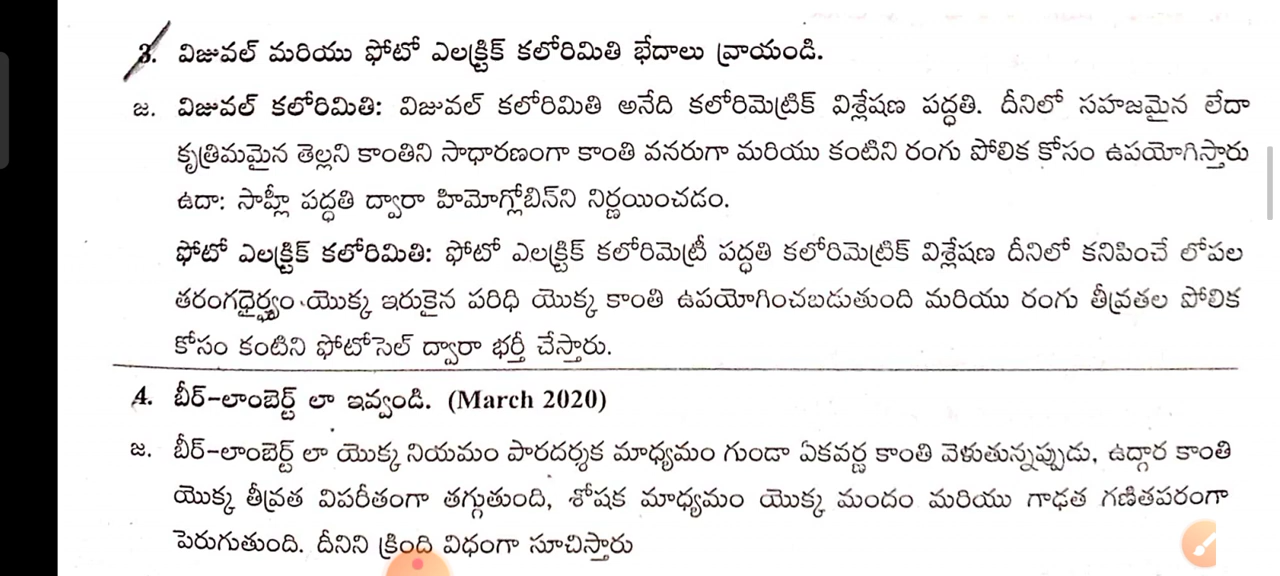 3. విజువల్ మరియు ఫోటో ఎలక్ట్రిక్ కలోరిమితి భేదాలు వ్రాయండి.
జ. విజువల్ కలోరిమితి: విజువల్ కలోరిమితి అనేది కలోరిమెట్రిక్ విశ్లేషణ పద్ధతి. దీనిలో సహజమైన లేదా
కృత్రిమమైన తెల్లని కాంతిని సాధారణంగా కాంతి వనరుగా మరియు కంటిని రంగు పోలిక కోసం ఉపయోగిస్తారు
ఉదా: సాహ్లీ పద్ధతి ద్వారా హిమోగ్లోబిన్‌ని నిర్ణయించడం.
ఫోటో ఎలక్ట్రిక్ కలోరిమితి: ఫోటో ఎలక్ట్రిక్ కలోరిమెట్రీ పద్ధతి కలోరిమెట్రిక్ విశ్లేషణ దీనిలో కనిపించే లోపల
తరంగదైర్ఘ్యం యొక్క ఇరుకైన పరిధి యొక్క కాంతి ఉపయోగించబడుతుంది మరియు రంగు తీవ్రతల పోలిక
కోసం కంటిని ఫోటోసెల్ ద్వారా భర్తీ చేస్తారు.
4. బీర్-లాంబెర్ట్ లా ఇవ్వండి. (March 2020)
జ. బీర్-లాంబెర్ట్ లా యొక్క నియమం పారదర్శక మాధ్యమం గుండా ఏకవర్ణ కాంతి వెళుతున్నప్పుడు, ఉద్గార కాంతి
యొక్క తీవ్రత విపరీతంగా తగ్గుతుంది, శోషక మాధ్యమం యొక్క మందం మరియు గాఢత గణితపరంగా
పెరుగుతుంది. దీనిని క్రింది విధంగా సూచిస్తారు